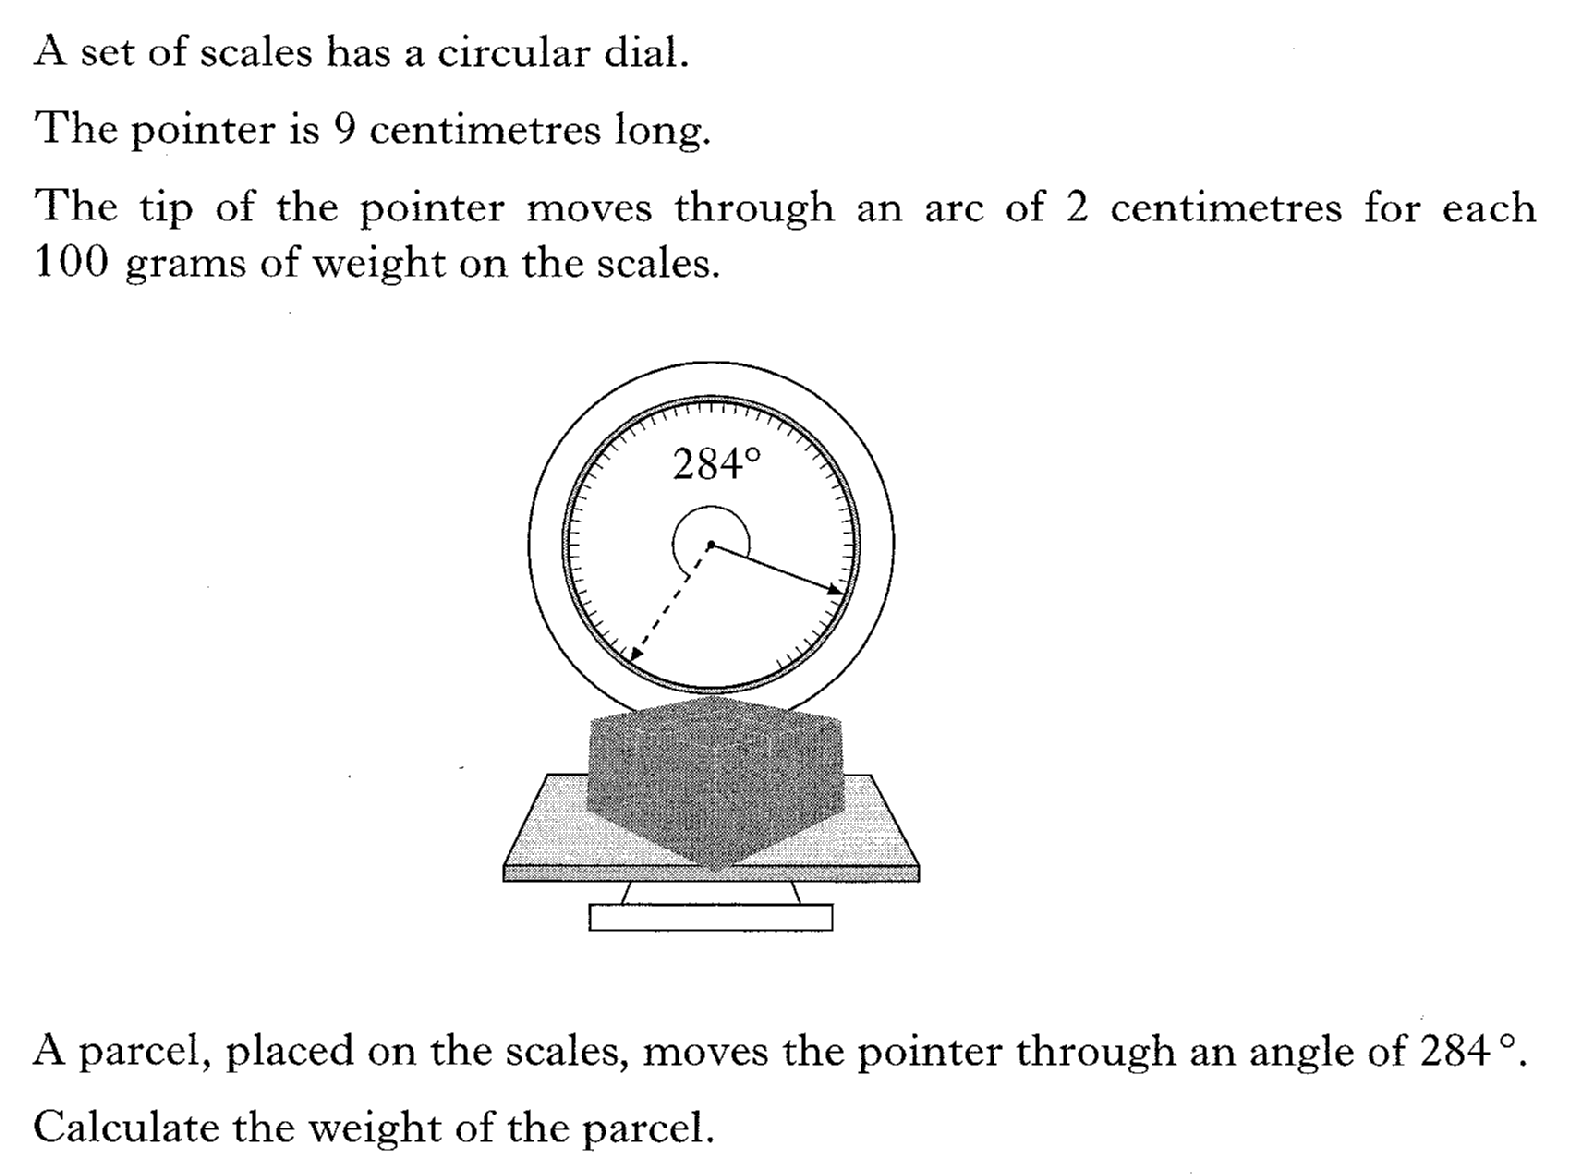 A set of scales has a circular dial.
The pointer is 9 centimetres long.
The tip of the pointer moves through an arc of 2 centimetres for each
100 grams of weight on the scales.
284°
A parcel, placed on the scales, moves the pointer through an angle of 284°.
Calculate the weight of the parcel.